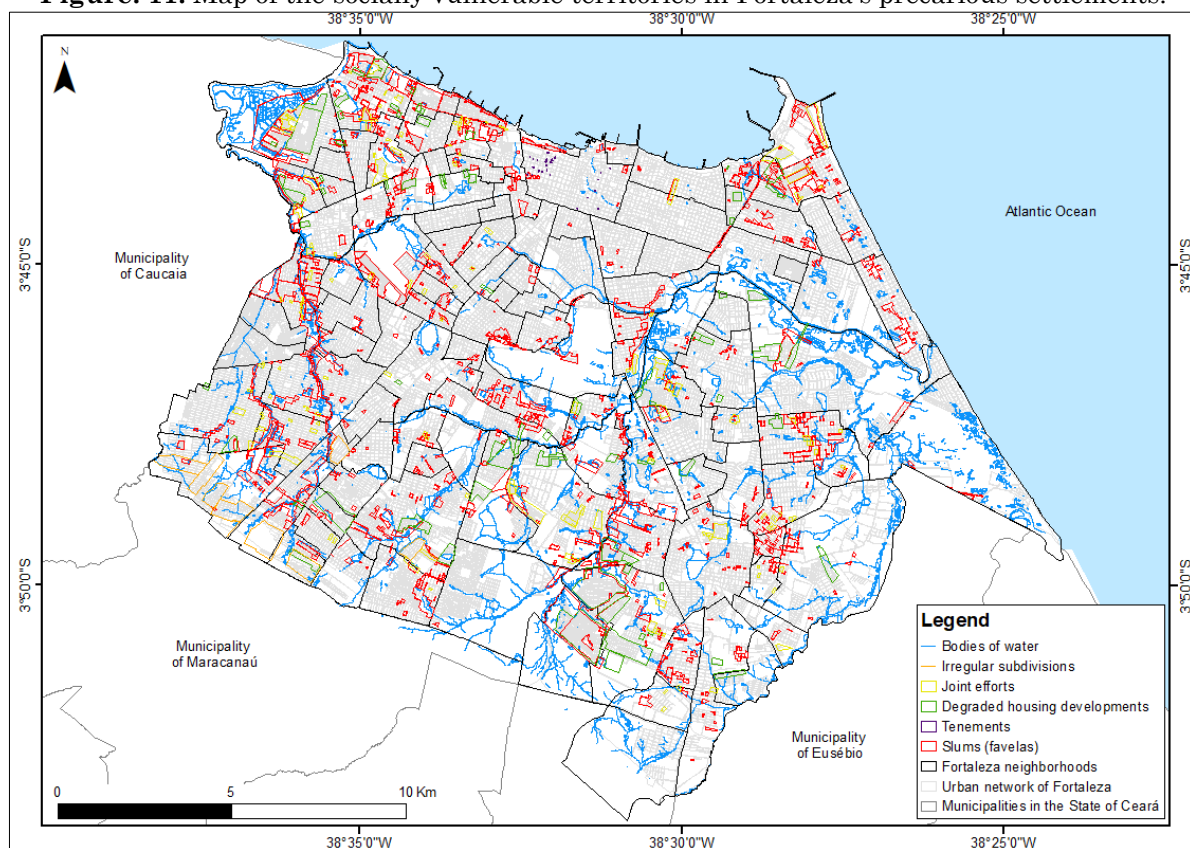 Figure. 11. Map of the socially vulnerable territories in Fortaleza's precarious settlements.
38°35'0"W
38°30'0"W
38°25'0"W
N
Atlantic Ocean
Municipality
of Caucaia
3°45'0"S
3°45'0"S
3°50'0"S
3°50'0"S
Municipality
of Maracanaú
Municipality
of Eusébio
Legend
Bodies of water
Irregular subdivisions
Joint efforts
Degraded housing developments
Tenements
Slums (favelas)
Fortaleza neighborhoods
Urban network of Fortaleza
Municipalities in the State of Ceará
0
5
10 Km
38°35'0"W
38°30'0"W
38°25'0"W